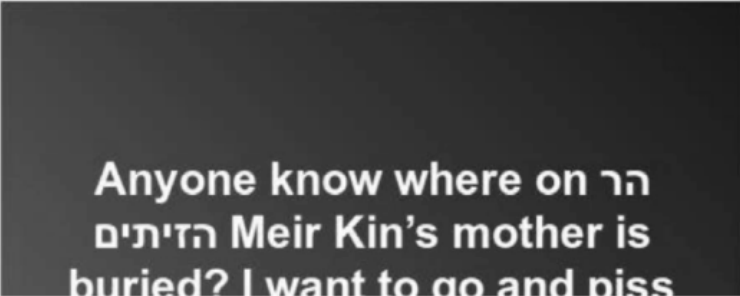 Anyone know where on הר
הזיתים Meir Kin’s mother is
buried? I want to go and piss